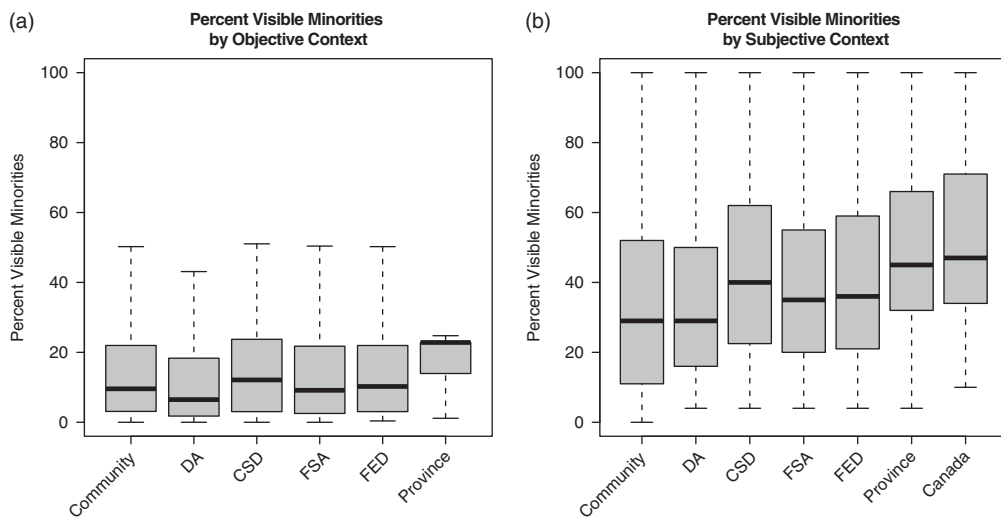 (a)
Percent Visible Minorities
by Objective Context
Percent Visible Minorities
100
80
60
40
20
0
Community
DA
CSD
FSA
FED
Province
(b)
Percent Visible Minorities
by Subjective Context
Percent Visible Minorities
100
80
60
40
20
0
Community
DA
CSD
FSA
FED
Province
Canada